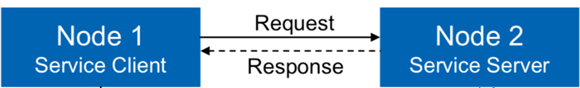 Node 1
Service Client
Request
Response
Node 2
Service Server